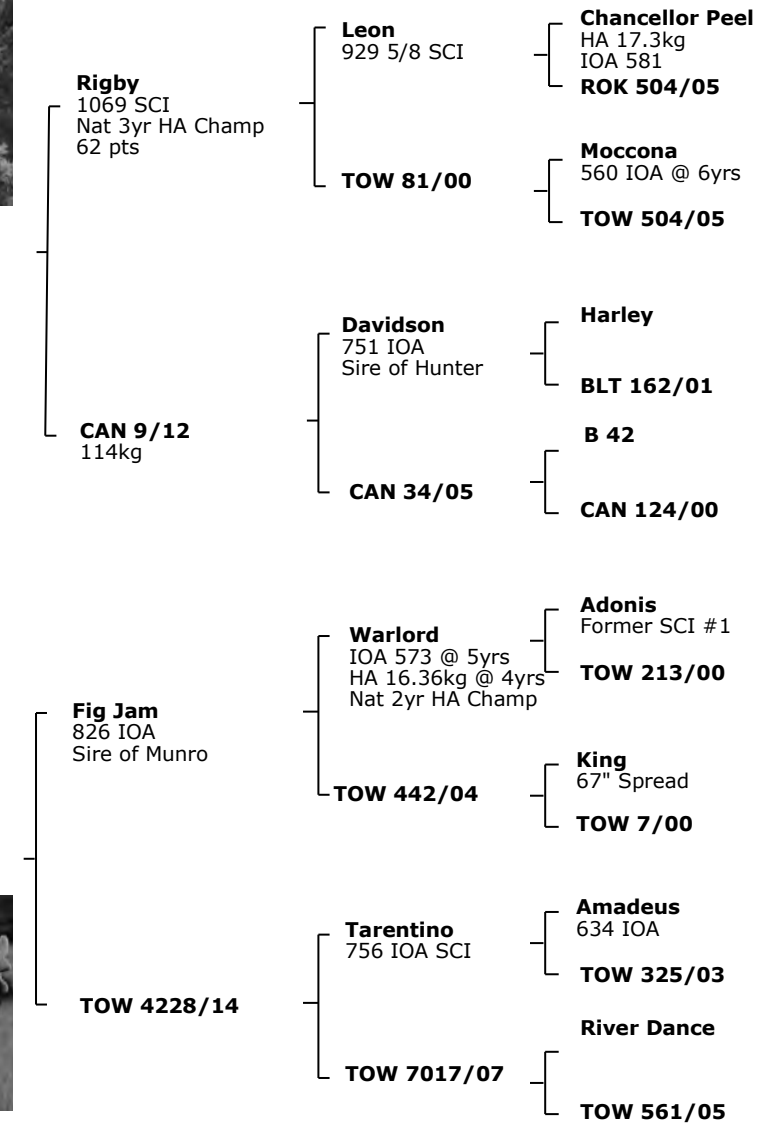 Rigby
1069 SCI
Nat 3yr HA Champ
62 pts
Leon
929 5/8 SCI
Chancellor Peel
HA 17.3kg
IOA 581
ROK 504/05
TOW 81/00
Moccona
560 IOA @ 6yrs
TOW 504/05
CAN 9/12
114kg
Davidson
751 IOA
Sire of Hunter
Harley
BLT 162/01
CAN 34/05
B 42
CAN 124/00
Fig Jam
826 IOA
Sire of Munro
Warlord
IOA 573 @ 5yrs
HA 16.36kg @ 4yrs
Nat 2yr HA Champ
Adonis
Former SCI #1
TOW 213/00
TOW 442/04
King
67" Spread
TOW 7/00
TOW 4228/14
Tarentino
756 IOA SCI
Amadeus
634 IOA
TOW 325/03
TOW 7017/07
River Dance
TOW 561/05